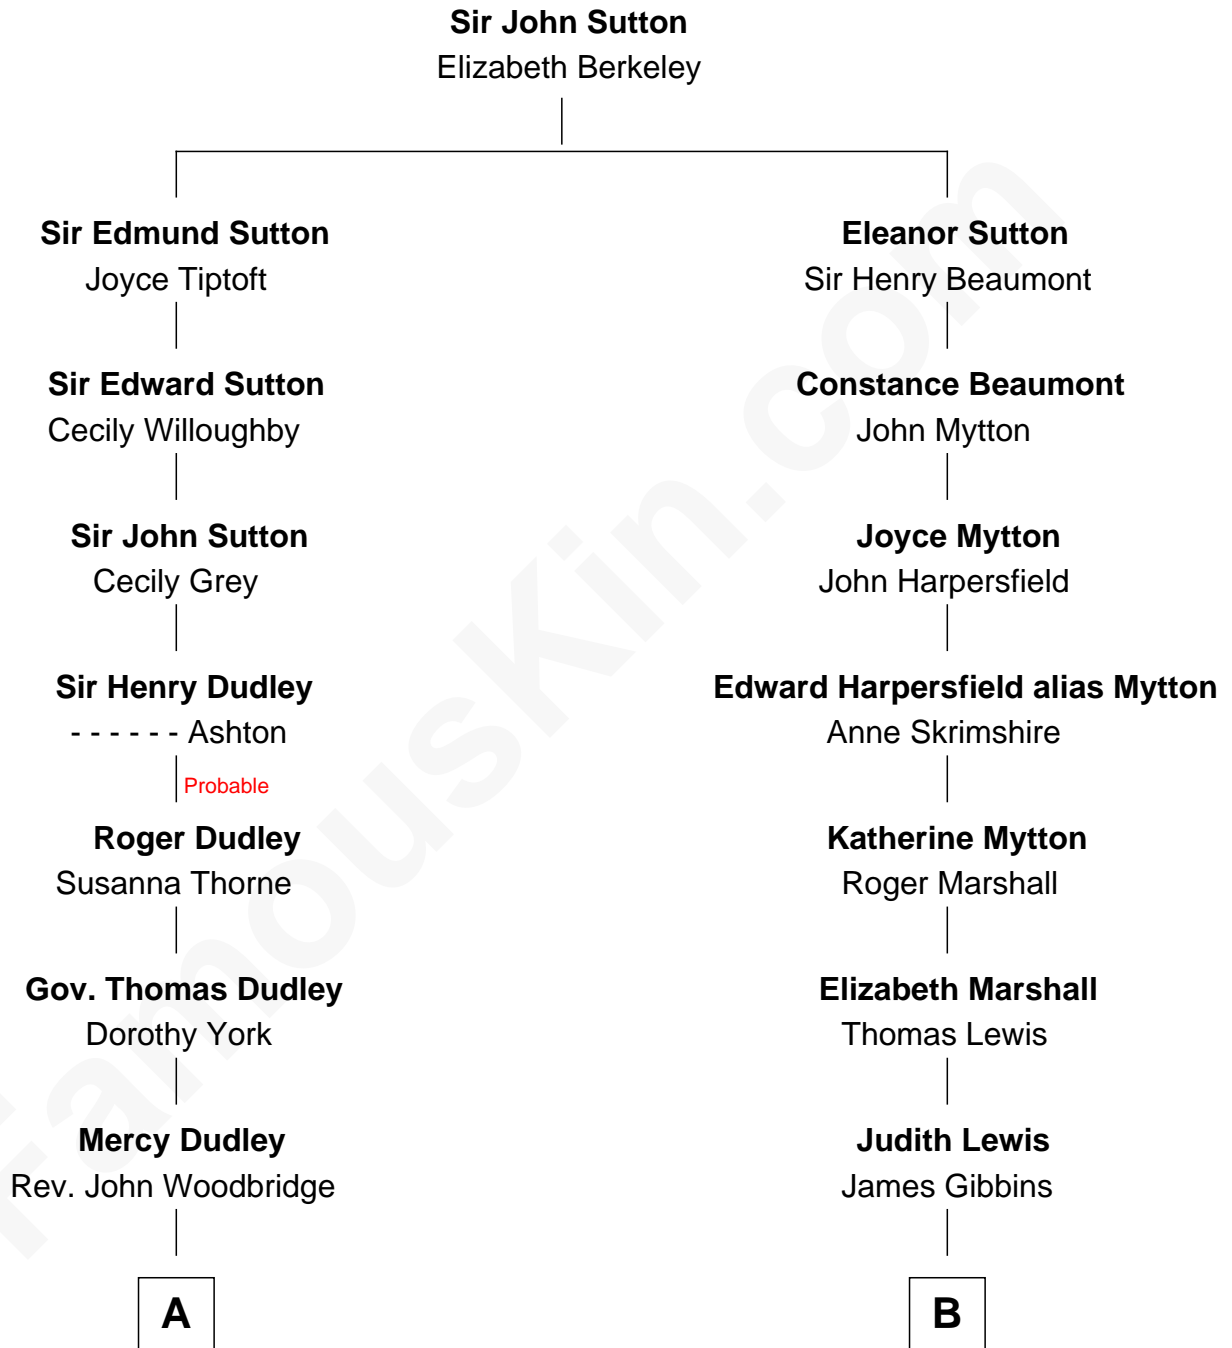 Sir John Sutton
Elizabeth Berkeley
Sir Edmund Sutton
Joyce Tiptoft
Sir Edward Sutton
Cecily Willoughby
Sir John Sutton
Cecily Grey
Sir Henry Dudley
- - - - - - Ashton
Probable
Roger Dudley
Susanna Thorne
Gov. Thomas Dudley
Dorothy York
Mercy Dudley
Rev. John Woodbridge
A
Eleanor Sutton
Sir Henry Beaumont
Constance Beaumont
John Mytton
Joyce Mytton
John Harpersfield
Edward Harpersfield alias Mytton
Anne Skrimshire
Katherine Mytton
Roger Marshall
Elizabeth Marshall
Thomas Lewis
Judith Lewis
James Gibbins
B
FamousKin.com